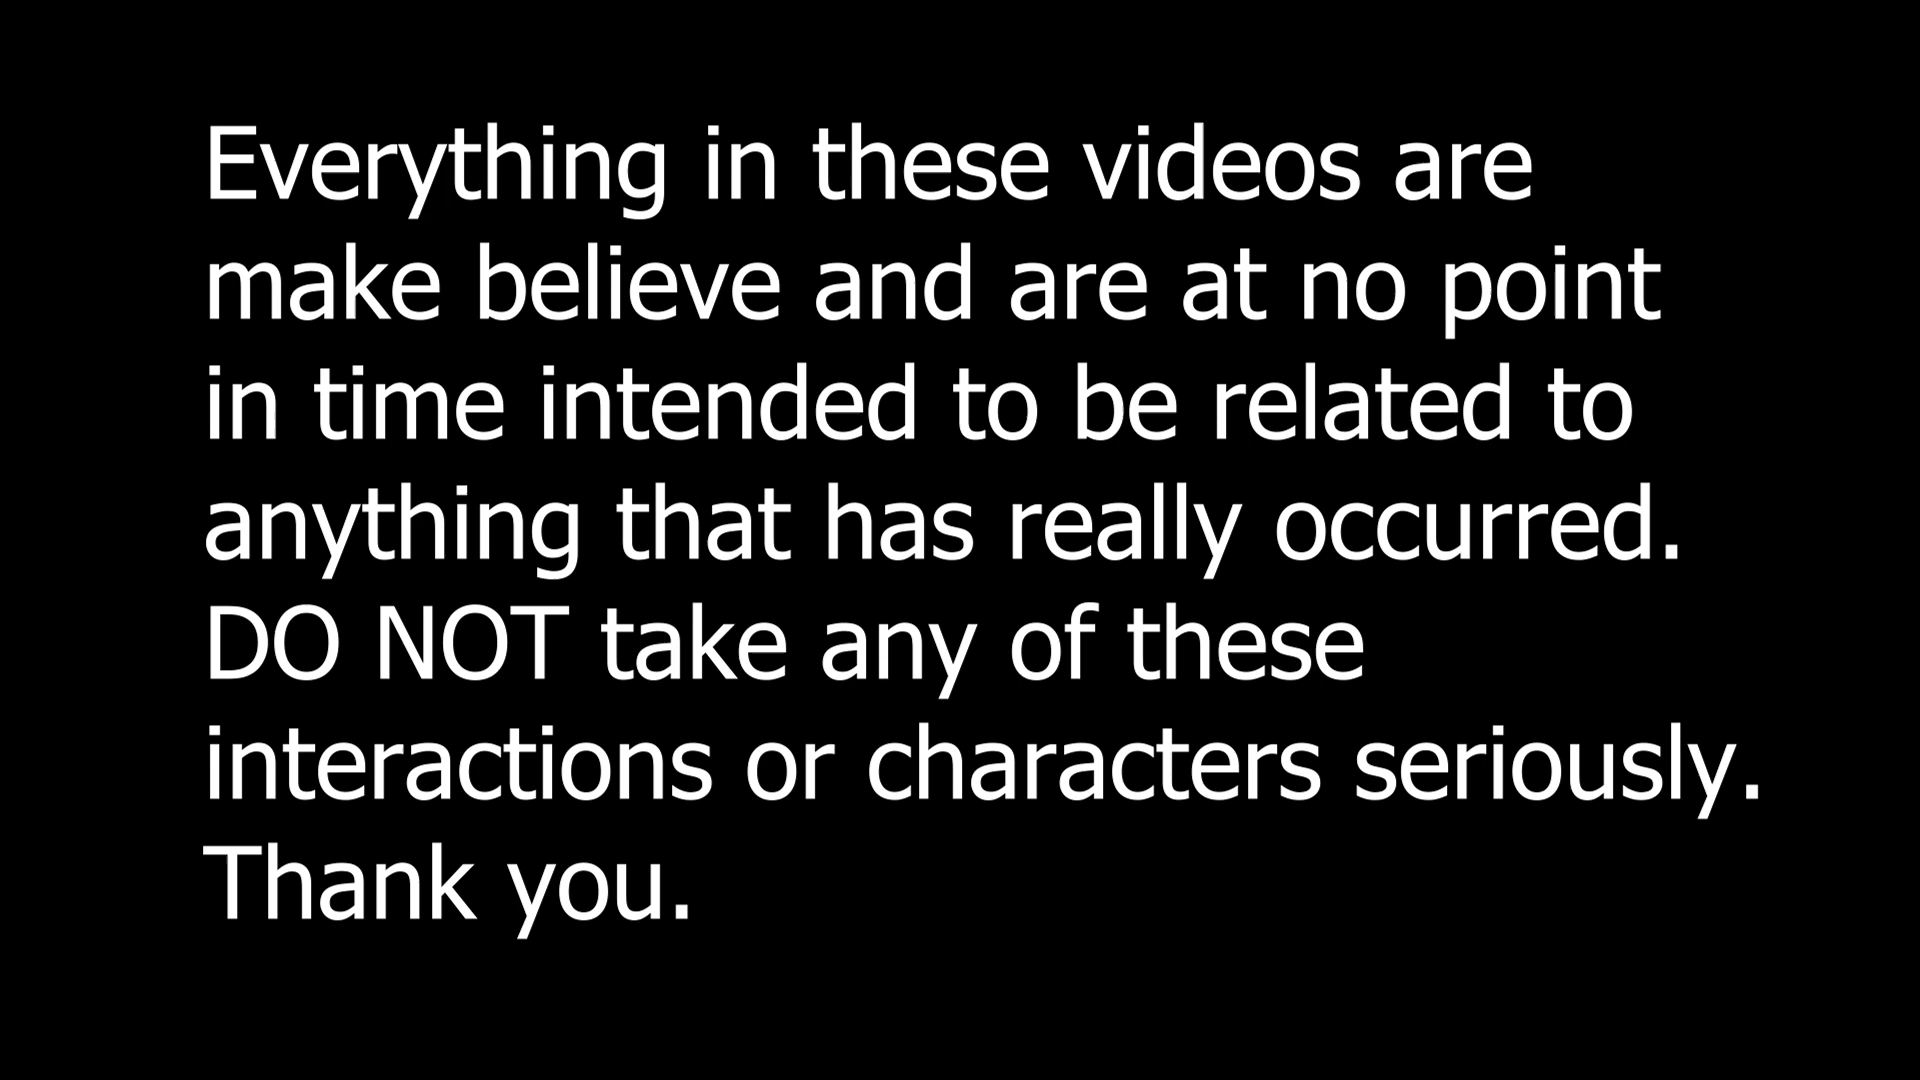 Everything in these videos are
make believe and are at no point
in time intended to be related to
anything that has really occurred.
DO NOT take any of these
interactions or characters seriously.
Thank you.